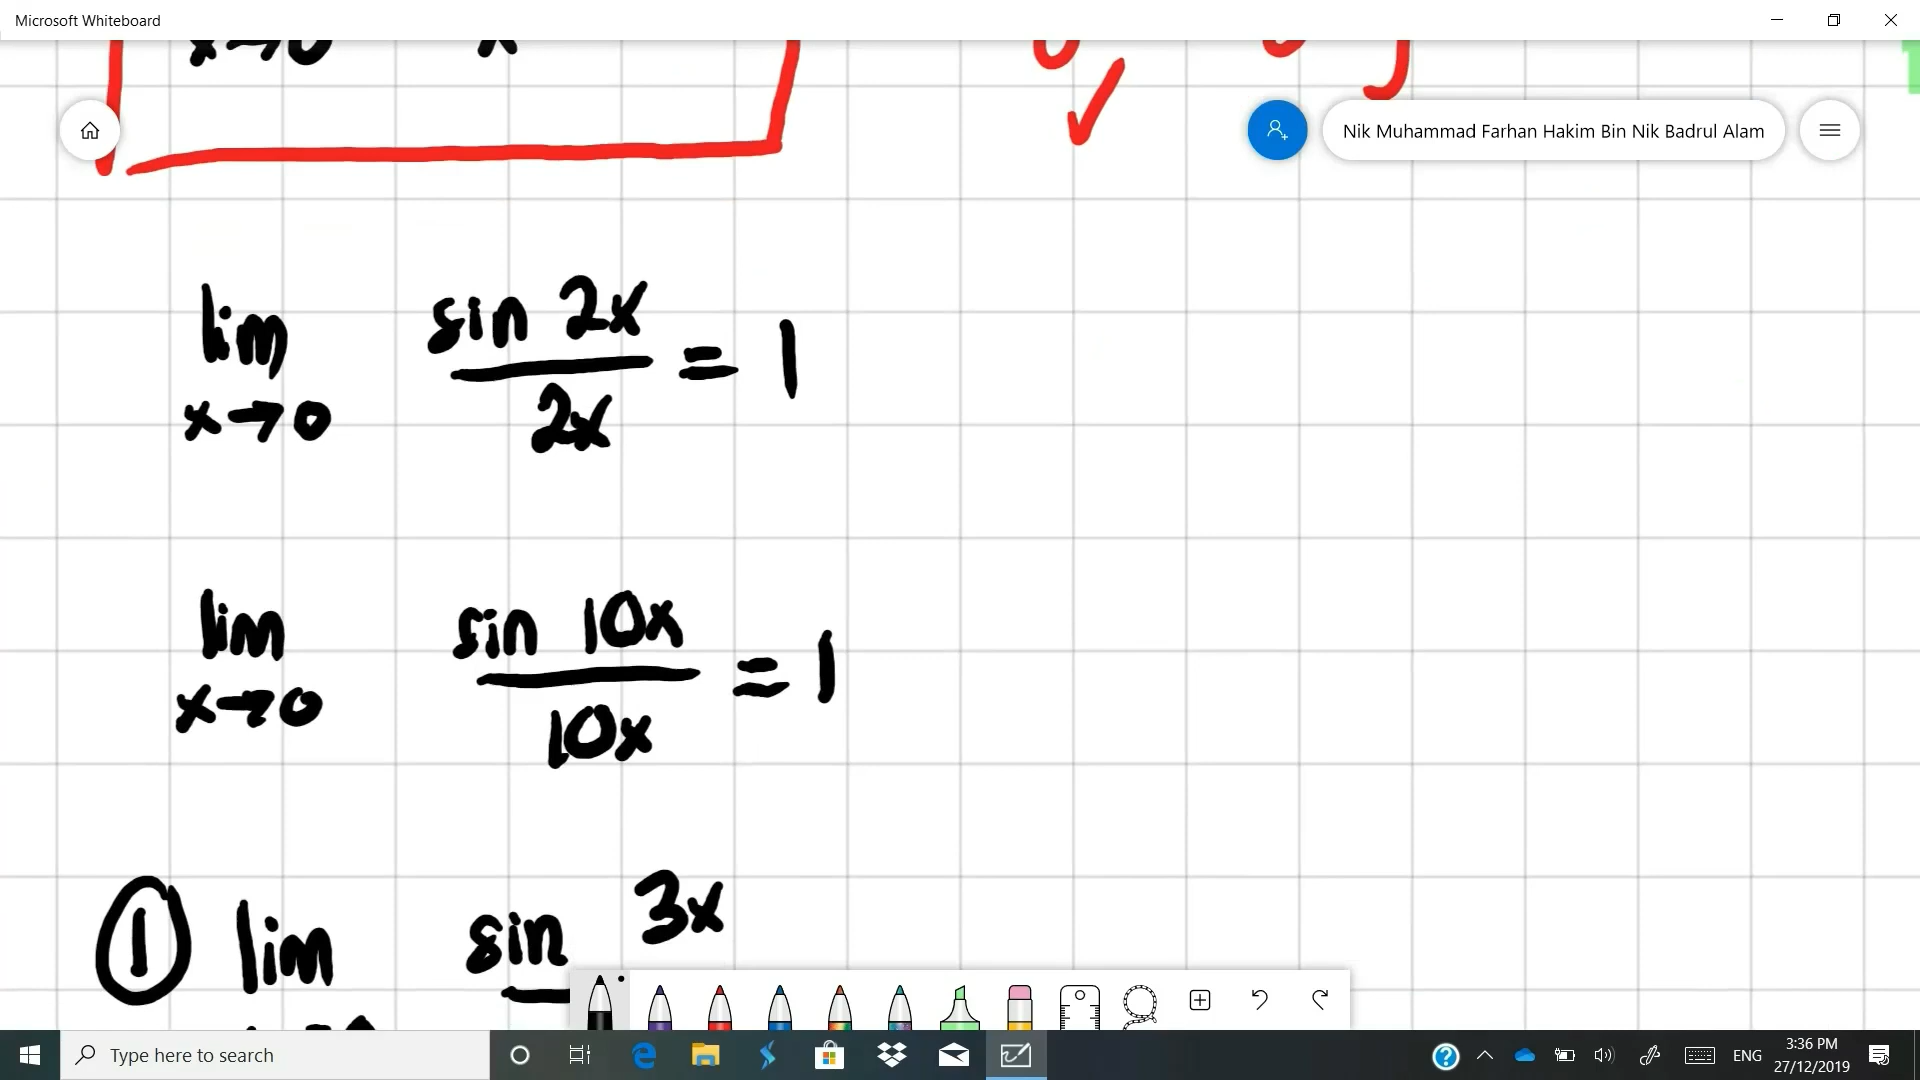 Microsoft Whiteboard
x→0 x
Nik Muhammad Farhan Hakim Bin Nik Badrul Alam
lim sin 2x = 1
x→0 2x
lim sin 10x = 1
x→0 10x
① lim sin 3x
Type here to search
ENG
3:36 PM
27/12/2019